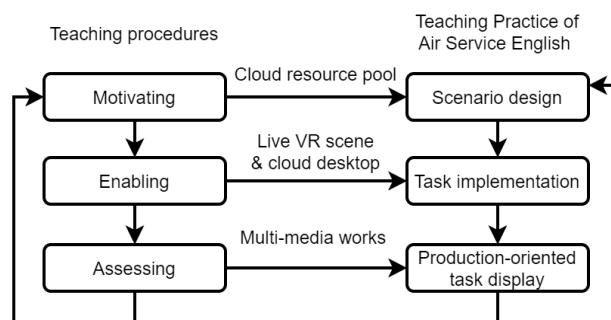 Teaching procedures
Teaching Practice of
Air Service English
Motivating
Cloud resource pool
Scenario design
Live VR scene
& cloud desktop
Enabling
Task implementation
Multi-media works
Assessing
Production-oriented
task display